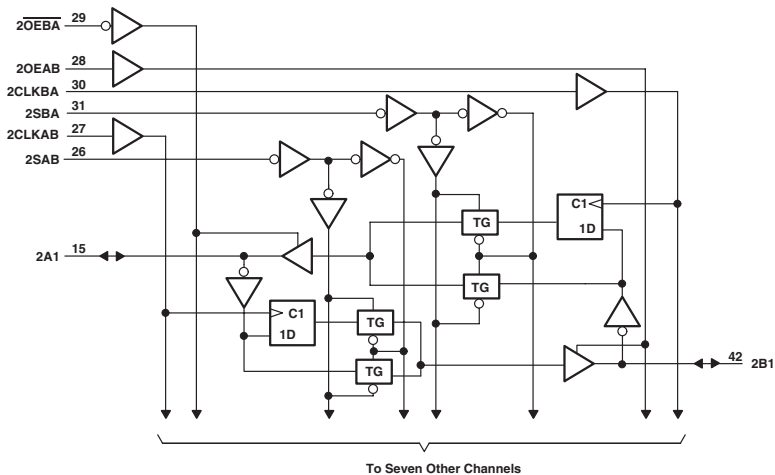 2OEBA 29
2OEAB 28
2CLKBA 30
2SBA 31
2CLKAB 27
2SAB 26
TG
C1
1D
2A1 15
TG
C1
1D
TG
TG
42 2B1
To Seven Other Channels